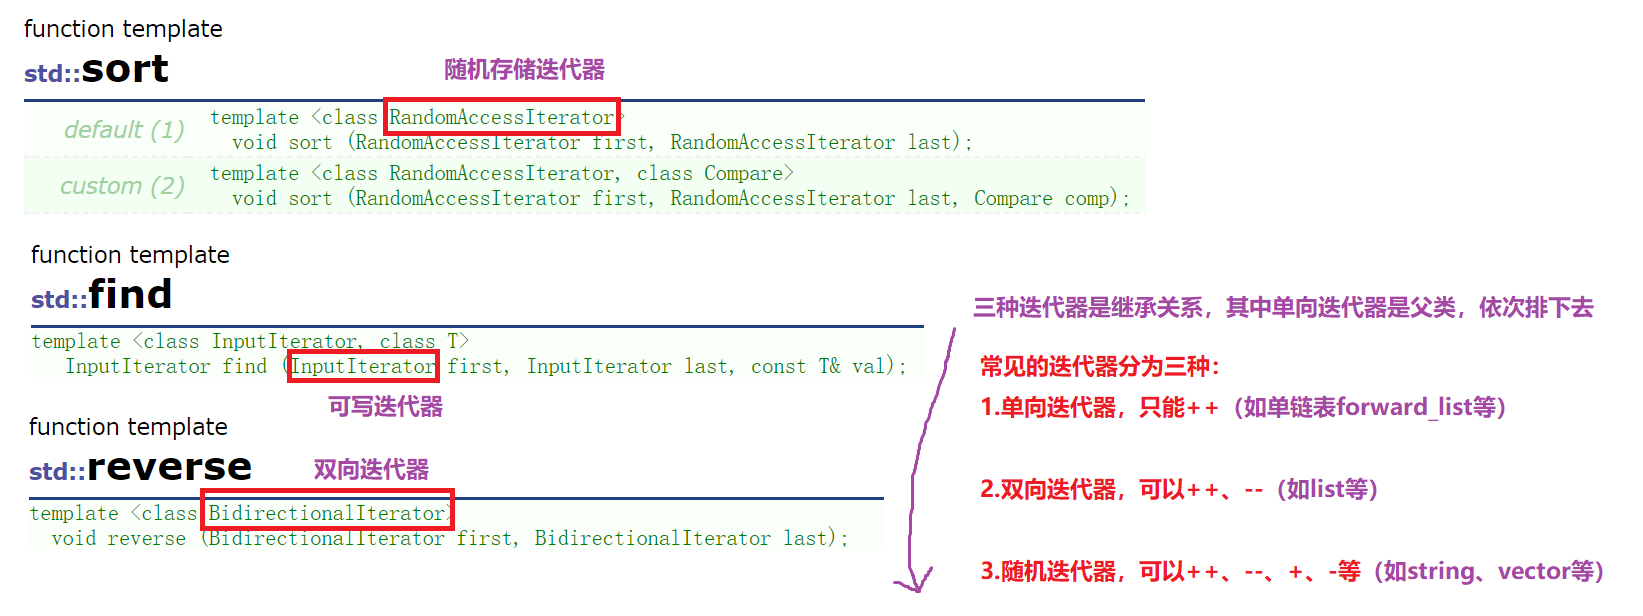 function template
std::sort
随机存储迭代器
default (1)
template <class RandomAccessIterator>
void sort (RandomAccessIterator first, RandomAccessIterator last);
custom (2)
template <class RandomAccessIterator, class Compare>
void sort (RandomAccessIterator first, RandomAccessIterator last, Compare comp);
function template
std::find
template <class InputIterator, class T>
InputIterator find (InputIterator first, InputIterator last, const T& val);
可写迭代器
function template
std::reverse
双向迭代器
template <class BidirectionalIterator>
void reverse (BidirectionalIterator first, BidirectionalIterator last);
三种迭代器是继承关系，其中单向迭代器是父类，依次排下去
常见的迭代器分为三种：
1.单向迭代器，只能++（如单链表forward_list等）
2.双向迭代器，可以++、--（如list等）
3.随机迭代器，可以++、--、+、-等（如string、vector等）